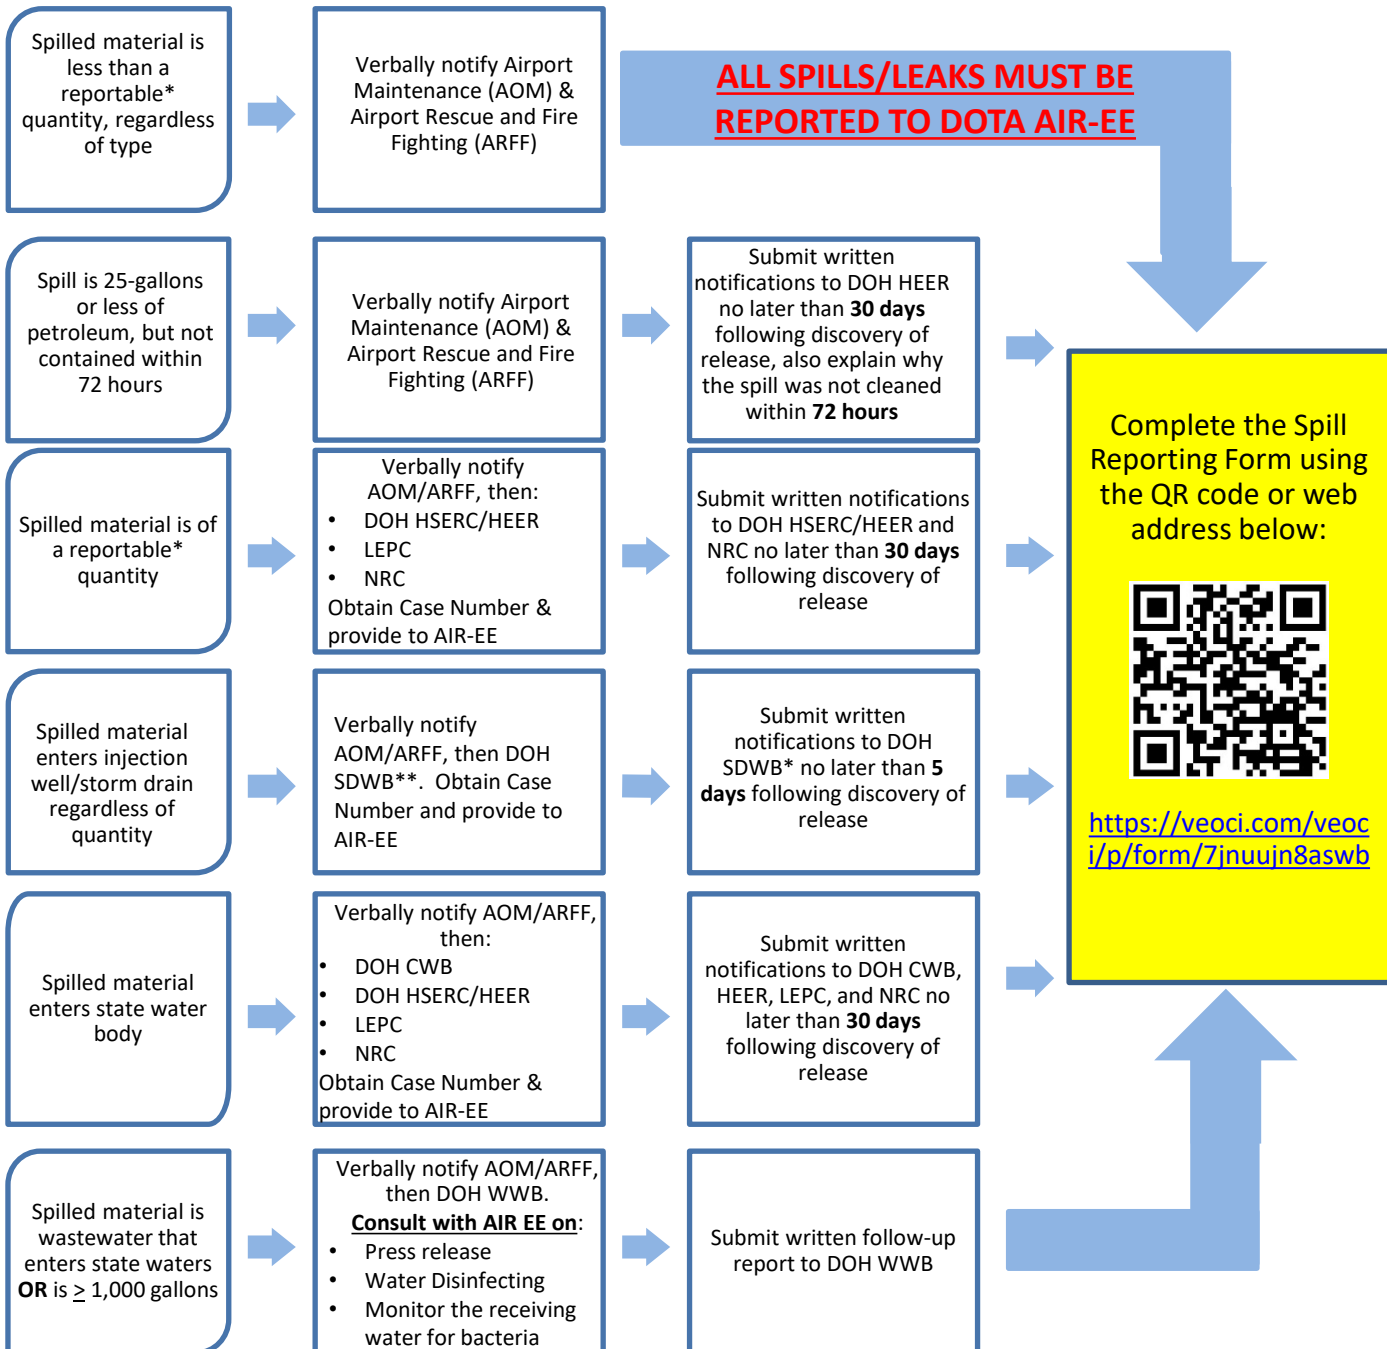 Spilled material is
less than a
reportable*
quantity, regardless
of type
Verbally notify Airport
Maintenance (AOM) &
Airport Rescue and Fire
Fighting (ARFF)
ALL SPILLS/LEAKS MUST BE
REPORTED TO DOTA AIR-EE
Spill is 25-gallons
or less of
petroleum, but not
contained within
72 hours
Verbally notify Airport
Maintenance (AOM) &
Airport Rescue and Fire
Fighting (ARFF)
Submit written
notifications to DOH HEER
no later than 30 days
following discovery of
release, also explain why
the spill was not cleaned
within 72 hours
Spilled material is of
a reportable*
quantity
Verbally notify
AOM/ARFF, then:
• DOH HSERC/HEER
• LEPC
• NRC
Obtain Case Number &
provide to AIR-EE
Submit written notifications
to DOH HSERC/HEER and
NRC no later than 30 days
following discovery of
release
Spilled material
enters injection
well/storm drain
regardless of
quantity
Verbally notify
AOM/ARFF, then DOH
SDWB**. Obtain Case
Number and provide to
AIR-EE
Submit written
notifications to DOH
SDWB* no later than 5
days following discovery of
release
Spilled material
enters state water
body
Verbally notify AOM/ARFF,
then:
• DOH CWB
• DOH HSERC/HEER
• LEPC
• NRC
Obtain Case Number &
provide to AIR-EE
Submit written
notifications to DOH CWB,
HEER, LEPC, and NRC no
later than 30 days
following discovery of
release
Spilled material is
wastewater that
enters state waters
OR is ≥ 1,000 gallons
Verbally notify AOM/ARFF,
then DOH WWB.
Consult with AIR EE on:
• Press release
• Water Disinfecting
• Monitor the receiving
water for bacteria
Submit written follow-up
report to DOH WWB
Complete the Spill
Reporting Form using
the QR code or web
address below:
https://veoci.com/veoc
i/p/form/7jnuujn8aswb